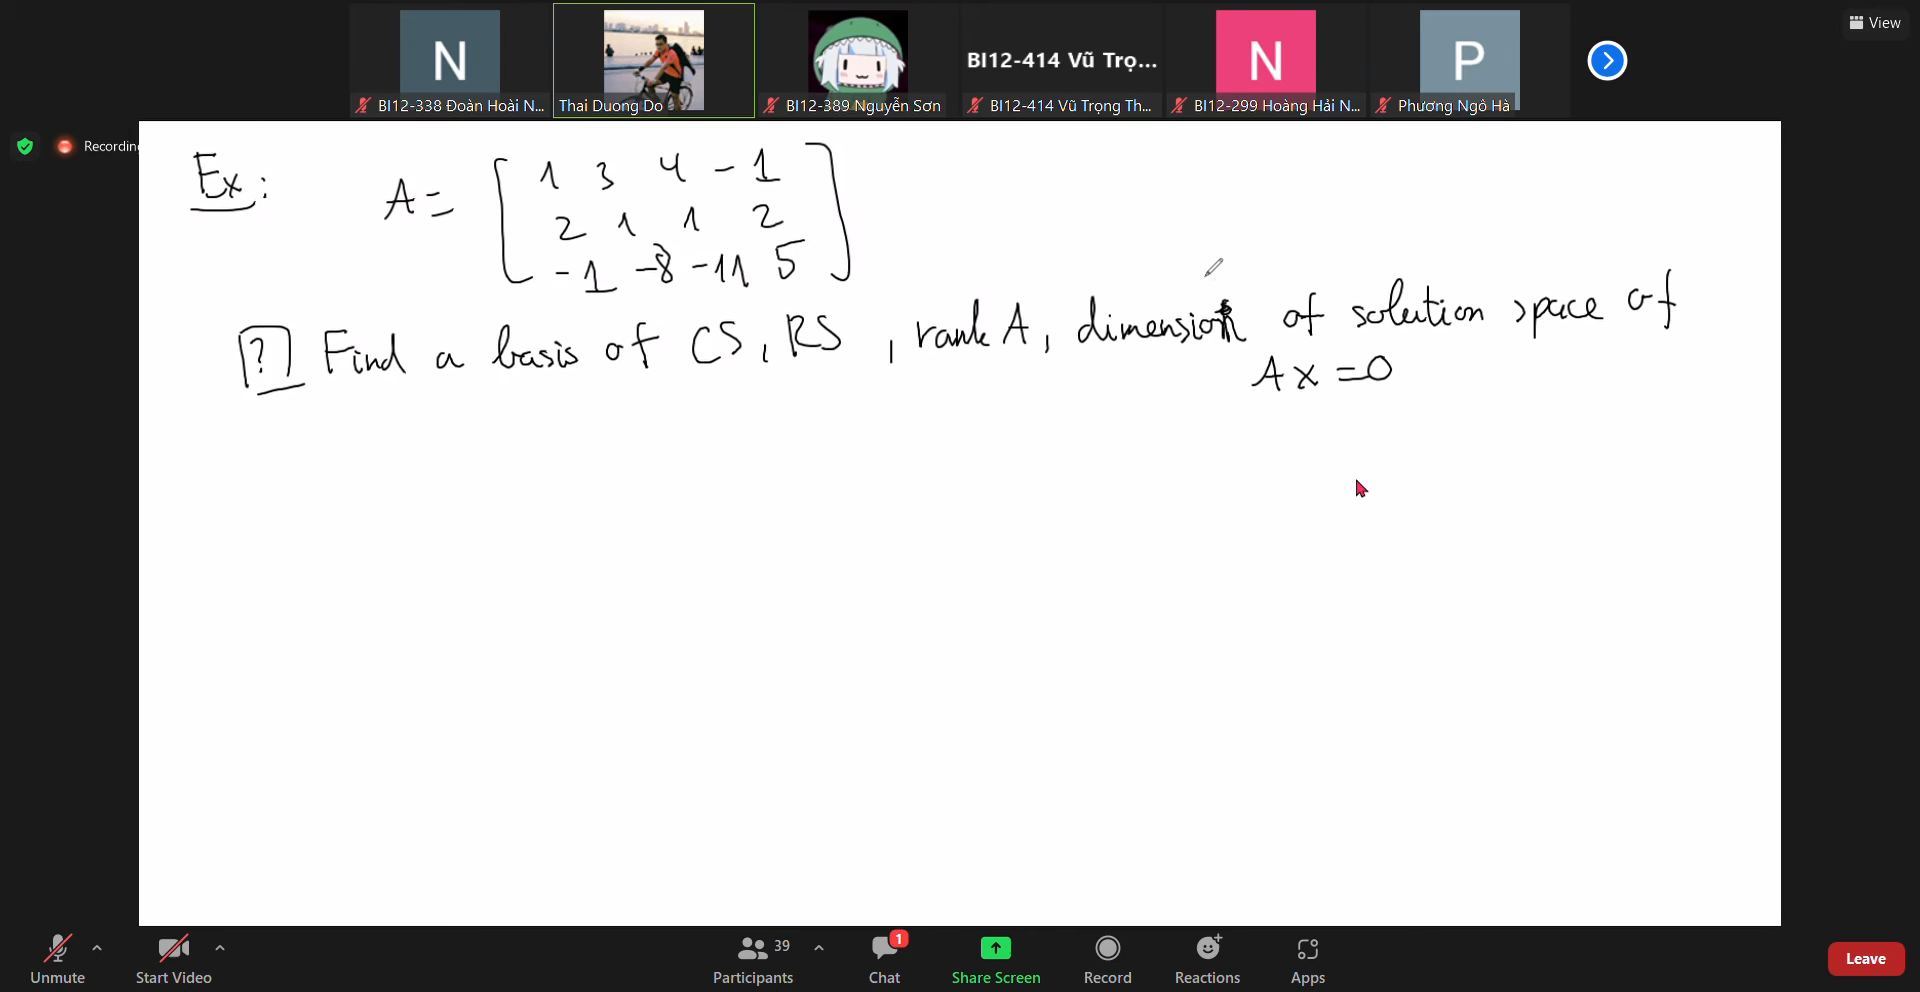 View
N
BI12-338 Đoàn Hoài N...
Thai Duong Do
BI12-389 Nguyễn Sơn
BI12-414 Vũ Trọ...
BI12-414 Vũ Trọng Th...
N
BI12-299 Hoàng Hải N...
P
Phương Ngô Hà
Recording
Ex: A = [ 1 3 4 -1
2 1 1 2
-1 -8 -11 5 ]
? Find a basis of CS, RS, rank A, dimension of solution space of
Ax = 0
Unmute
Start Video
Participants
39
Chat
1
Share Screen
Record
Reactions
Apps
Leave